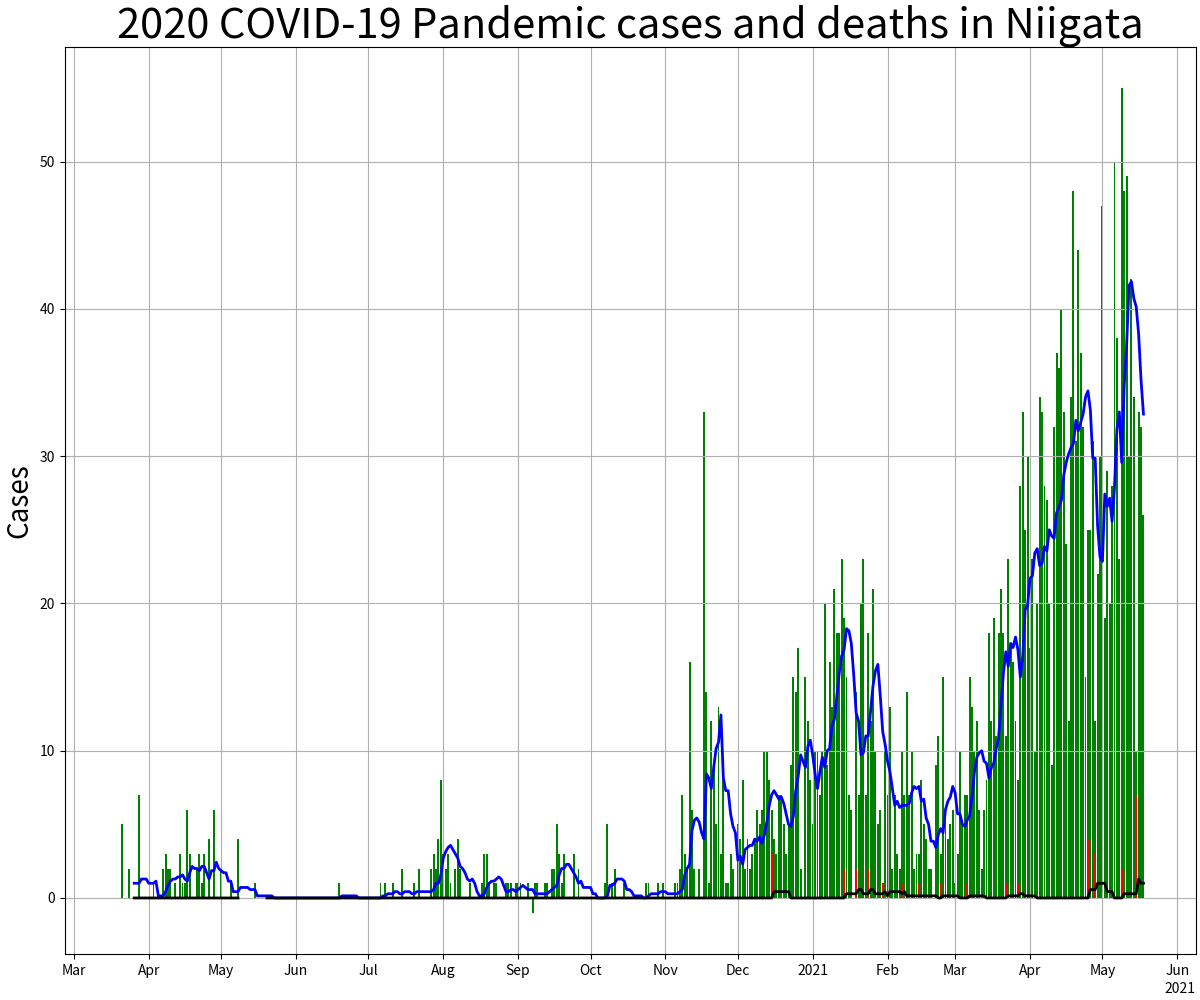 2020 COVID-19 Pandemic cases and deaths in Niigata
Cases
50
40
30
20
10
0
Mar Apr May Jun Jul Aug Sep Oct Nov Dec 2021 Feb Mar Apr May Jun
2021